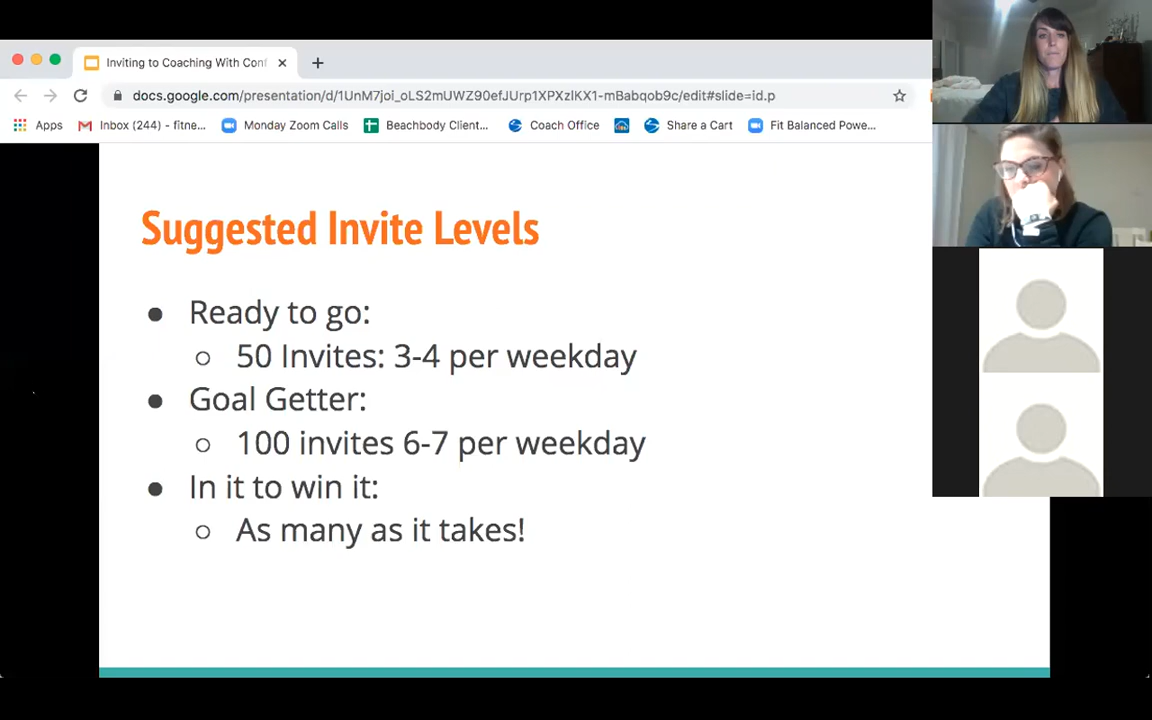 Inviting to Coaching With Conf
docs.google.com/presentation/d/1UnM7joi_oLS2mUWZ90efJUrp1XPXzIKX1-mBabqob9c/edit#slide=id.p
Apps Inbox (244) - fitne... Monday Zoom Calls Beachbody Client... Coach Office Share a Cart Fit Balanced Powe...
Suggested Invite Levels
● Ready to go:
○ 50 Invites: 3-4 per weekday
● Goal Getter:
○ 100 invites 6-7 per weekday
● In it to win it:
○ As many as it takes!